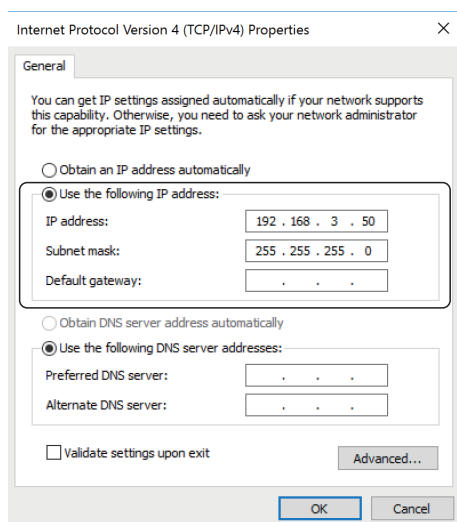 Internet Protocol Version 4 (TCP/IPv4) Properties
General
You can get IP settings assigned automatically if your network supports
this capability. Otherwise, you need to ask your network administrator
for the appropriate IP settings.
Obtain an IP address automatically
Use the following IP address:
IP address: 192 . 168 . 3 . 50
Subnet mask: 255 . 255 . 255 . 0
Default gateway: . . .
Obtain DNS server address automatically
Use the following DNS server addresses:
Preferred DNS server: . . .
Alternate DNS server: . . .
Validate settings upon exit
Advanced...
OK Cancel